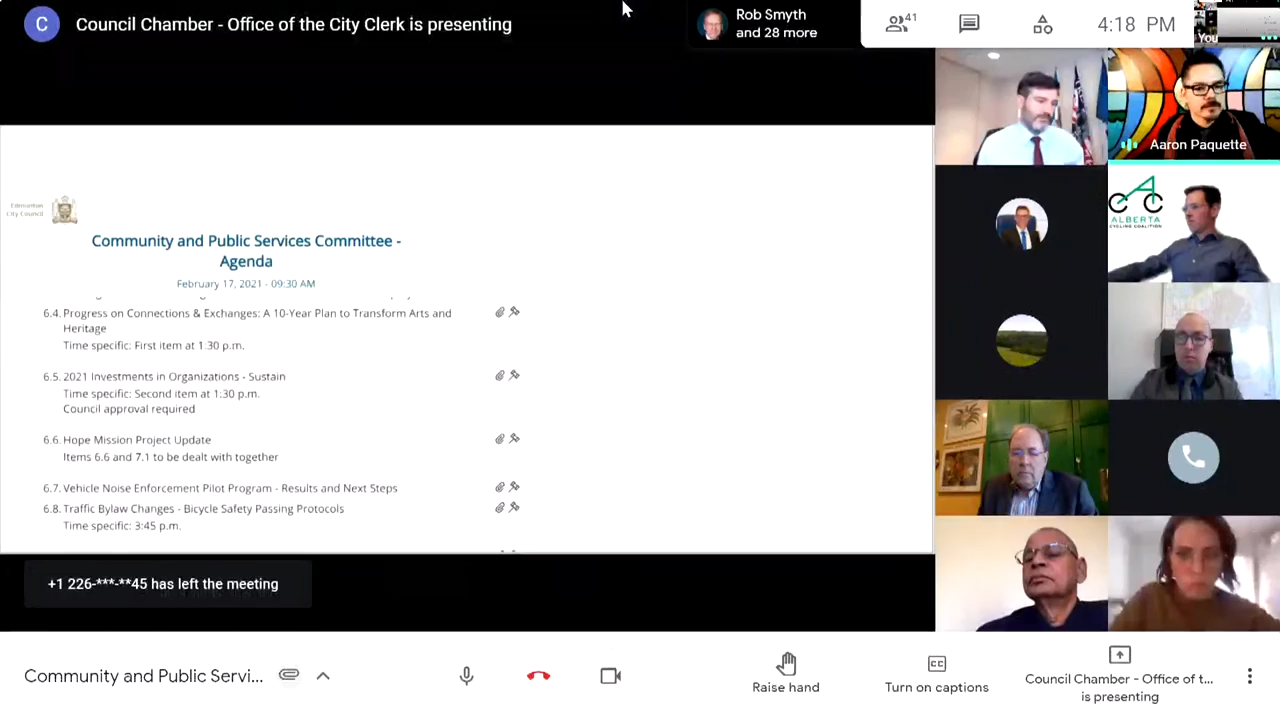 C
Council Chamber - Office of the City Clerk is presenting
Rob Smyth
and 28 more
41
4:18 PM
You
Aaron Paquette
ALBERTA
CYCLING COALITION
Edmonton
City Council
Community and Public Services Committee -
Agenda
February 17, 2021 - 09:30 AM
6.4. Progress on Connections & Exchanges: A 10-Year Plan to Transform Arts and
Heritage
Time specific: First item at 1:30 p.m.
6.5. 2021 Investments in Organizations - Sustain
Time specific: Second item at 1:30 p.m.
Council approval required
6.6. Hope Mission Project Update
Items 6.6 and 7.1 to be dealt with together
6.7. Vehicle Noise Enforcement Pilot Program - Results and Next Steps
6.8. Traffic Bylaw Changes - Bicycle Safety Passing Protocols
Time specific: 3:45 p.m.
+1 226-***-**45 has left the meeting
Community and Public Servi...
Raise hand
CC
Turn on captions
Council Chamber - Office of t...
is presenting